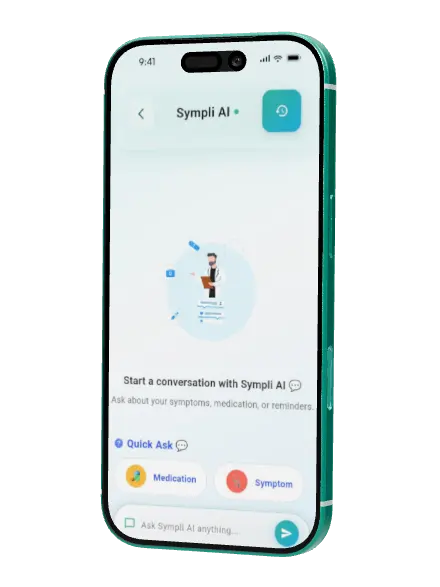 9:41
Sympli AI
Start a conversation with Sympli AI 💬
Ask about your symptoms, medication, or reminders.
Quick Ask 💬
Medication
Symptom
Ask Sympli AI anything...